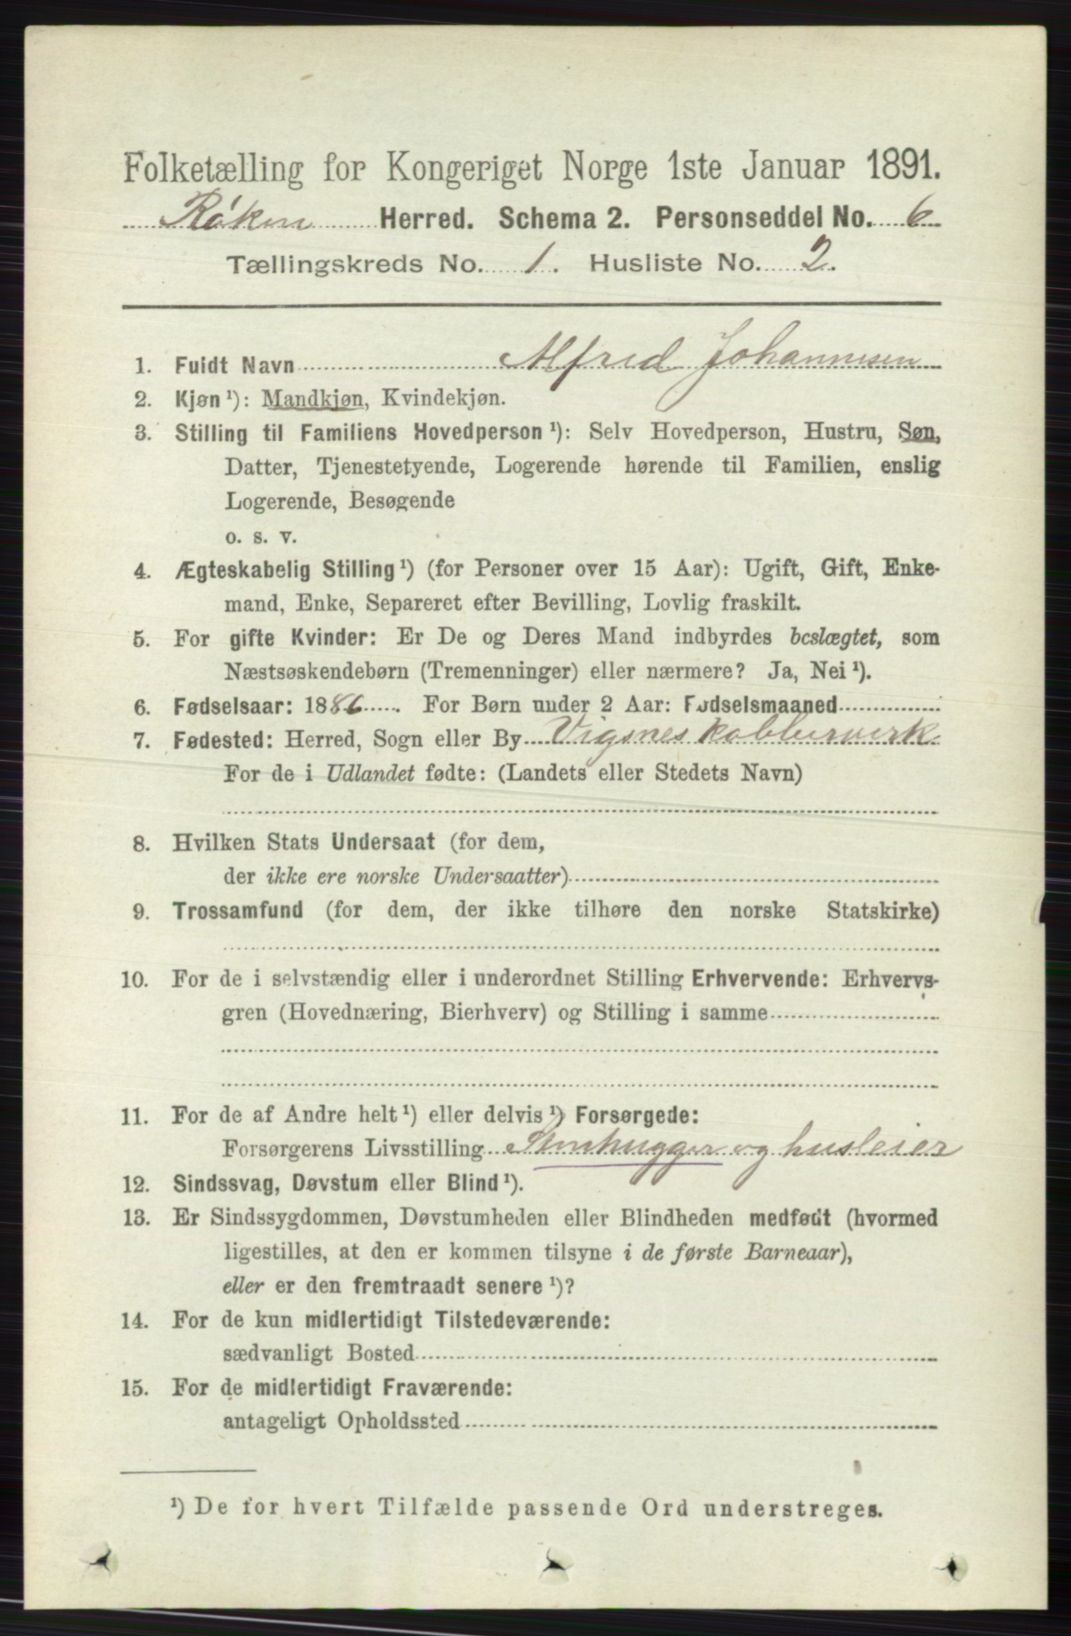 Folketælling for Kongeriget Norge 1ste Januar 1891.
Røken Herred. Schema 2. Personseddel No. 6
Tællingskreds No. 1. Husliste No. 2.
1. Fuldt Navn Alfred Johannesen
2. Kjøn ¹): Mandkjøn, Kvindekjøn.
3. Stilling til Familiens Hovedperson ¹): Selv Hovedperson, Hustru, Søn,
Datter, Tjenestetyende, Logerende hørende til Familien, enslig
Logerende, Besøgende
o. s. v.
4. Ægteskabelig Stilling ¹) (for Personer over 15 Aar): Ugift, Gift, Enke-
mand, Enke, Separeret efter Bevilling, Lovlig fraskilt.
5. For gifte Kvinder: Er De og Deres Mand indbyrdes beslægtet, som
Næstsøskendebørn (Tremenninger) eller nærmere? Ja, Nei ¹).
6. Fødselsaar: 1886. For Børn under 2 Aar: Fødselsmaaned
7. Fødested: Herred, Sogn eller By Vigsnes kobberverk
For de i Udlandet fødte: (Landets eller Stedets Navn)
8. Hvilken Stats Undersaat (for dem,
der ikke ere norske Undersaatter)
9. Trossamfund (for dem, der ikke tilhøre den norske Statskirke)
10. For de i selvstændig eller i underordnet Stilling Erhvervende: Erhvervs-
gren (Hovednæring, Bierhverv) og Stilling i samme
11. For de af Andre helt ¹) eller delvis ¹) Forsørgede:
Forsørgerens Livsstilling Stenhugger og husleier
12. Sindssvag, Døvstum eller Blind ¹).
13. Er Sindssygdommen, Døvstumheden eller Blindheden medfødt (hvormed
ligestilles, at den er kommen tilsyne i de første Barneaar),
eller er den fremtraadt senere ¹)?
14. For de kun midlertidigt Tilstedeværende:
sædvanligt Bosted
15. For de midlertidigt Fraværende:
antageligt Opholdssted
¹) De for hvert Tilfælde passende Ord understreges.